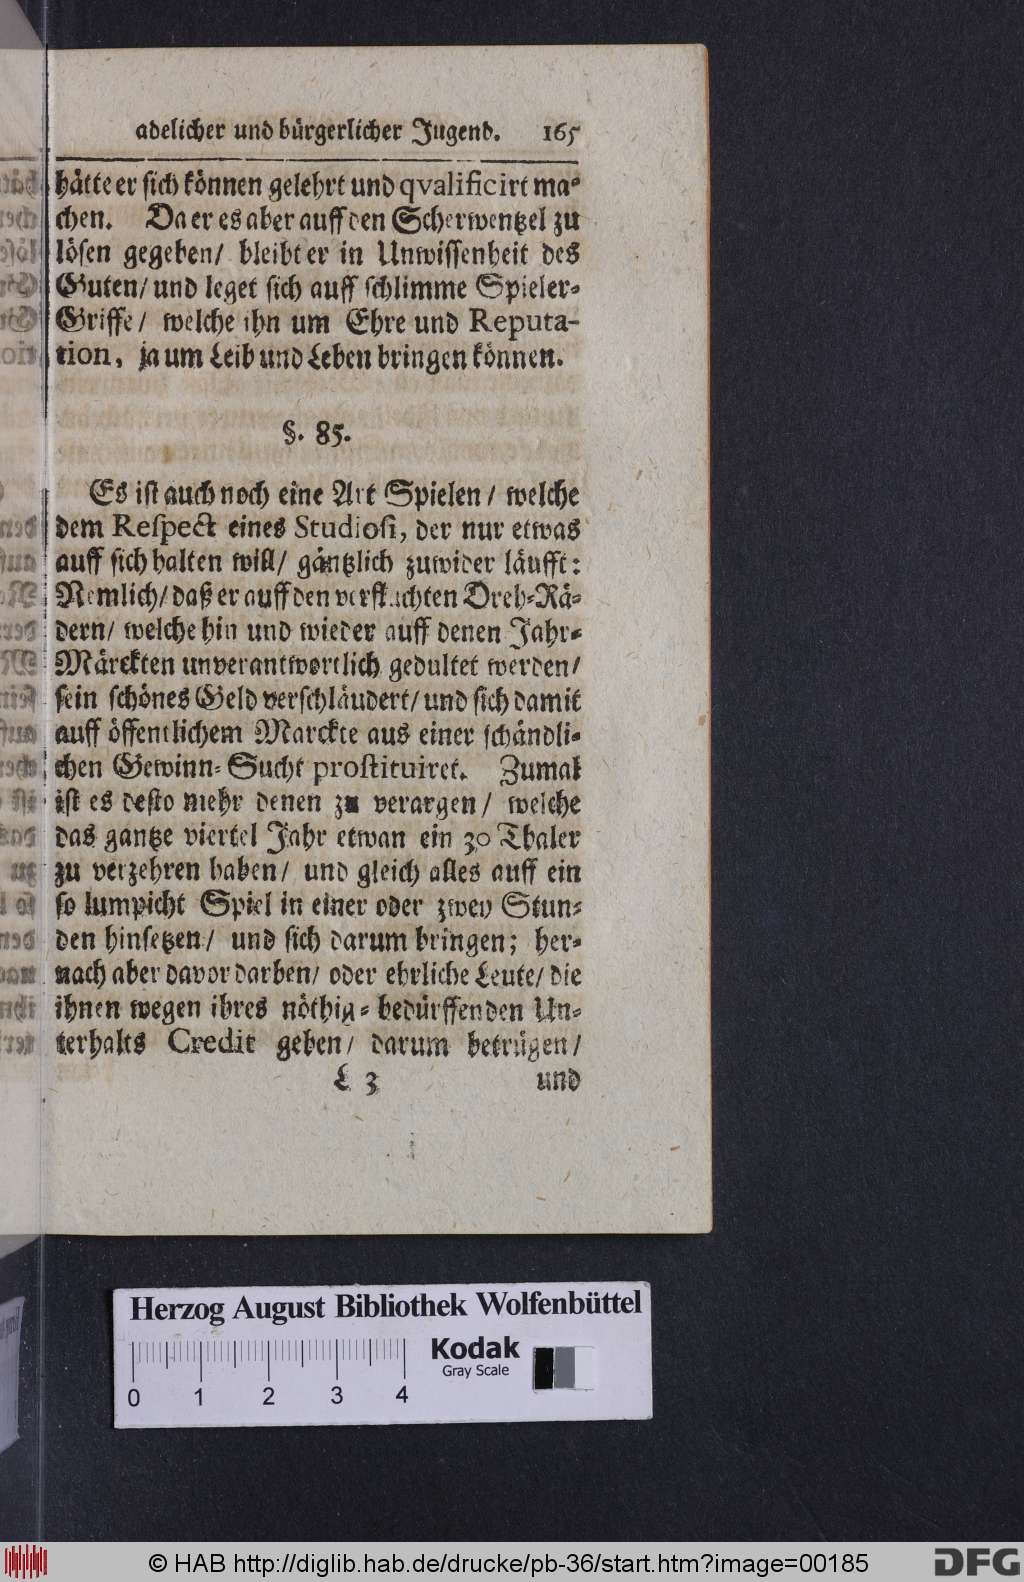 adelicher und bürgerlicher Jugend. 165
hätte er sich können gelehrt und qvalificirt ma-
chen. Da er es aber auff den Scherwentzel zu
lösen gegeben/ bleibt er in Unwissenheit des
Guten/ und leget sich auff schlimme Spieler-
Griffe/ welche ihn um Ehre und Reputa-
tion, ja um Leib und Leben bringen können.
§. 85.
Es ist auch noch eine Art Spielen/ welche
dem Respect eines Studiosi, der nur etwas
auff sich halten will/ gäntzlich zuwider läufft:
Nemlich/ daß er auff den verfluchten Dreh-Rä-
dern/ welche hin und wieder auff denen Jahr-
Märckten unverantwortlich gedultet werden/
sein schönes Geld verschläudert/ und sich damit
auff öffentlichem Marckte aus einer schändli-
chen Gewinn-Sucht prostituiret. Zumal
ist es desto mehr denen zu verargen/ welche
das gantze viertel Jahr etwan ein 30 Thaler
zu verzehren haben/ und gleich alles auff ein
so lumpicht Spiel in einer oder zwey Stun-
den hinsetzen/ und sich darum bringen; her-
nach aber davor darben/ oder ehrliche Leute/ die
ihnen wegen ihres nöthig-bedürffenden Un-
terhalts Credit geben/ darum betrügen/
L 3 und
Herzog August Bibliothek Wolfenbüttel
Kodak
Gray Scale
0 1 2 3 4
© HAB http://diglib.hab.de/drucke/pb-36/start.htm?image=00185
DFG